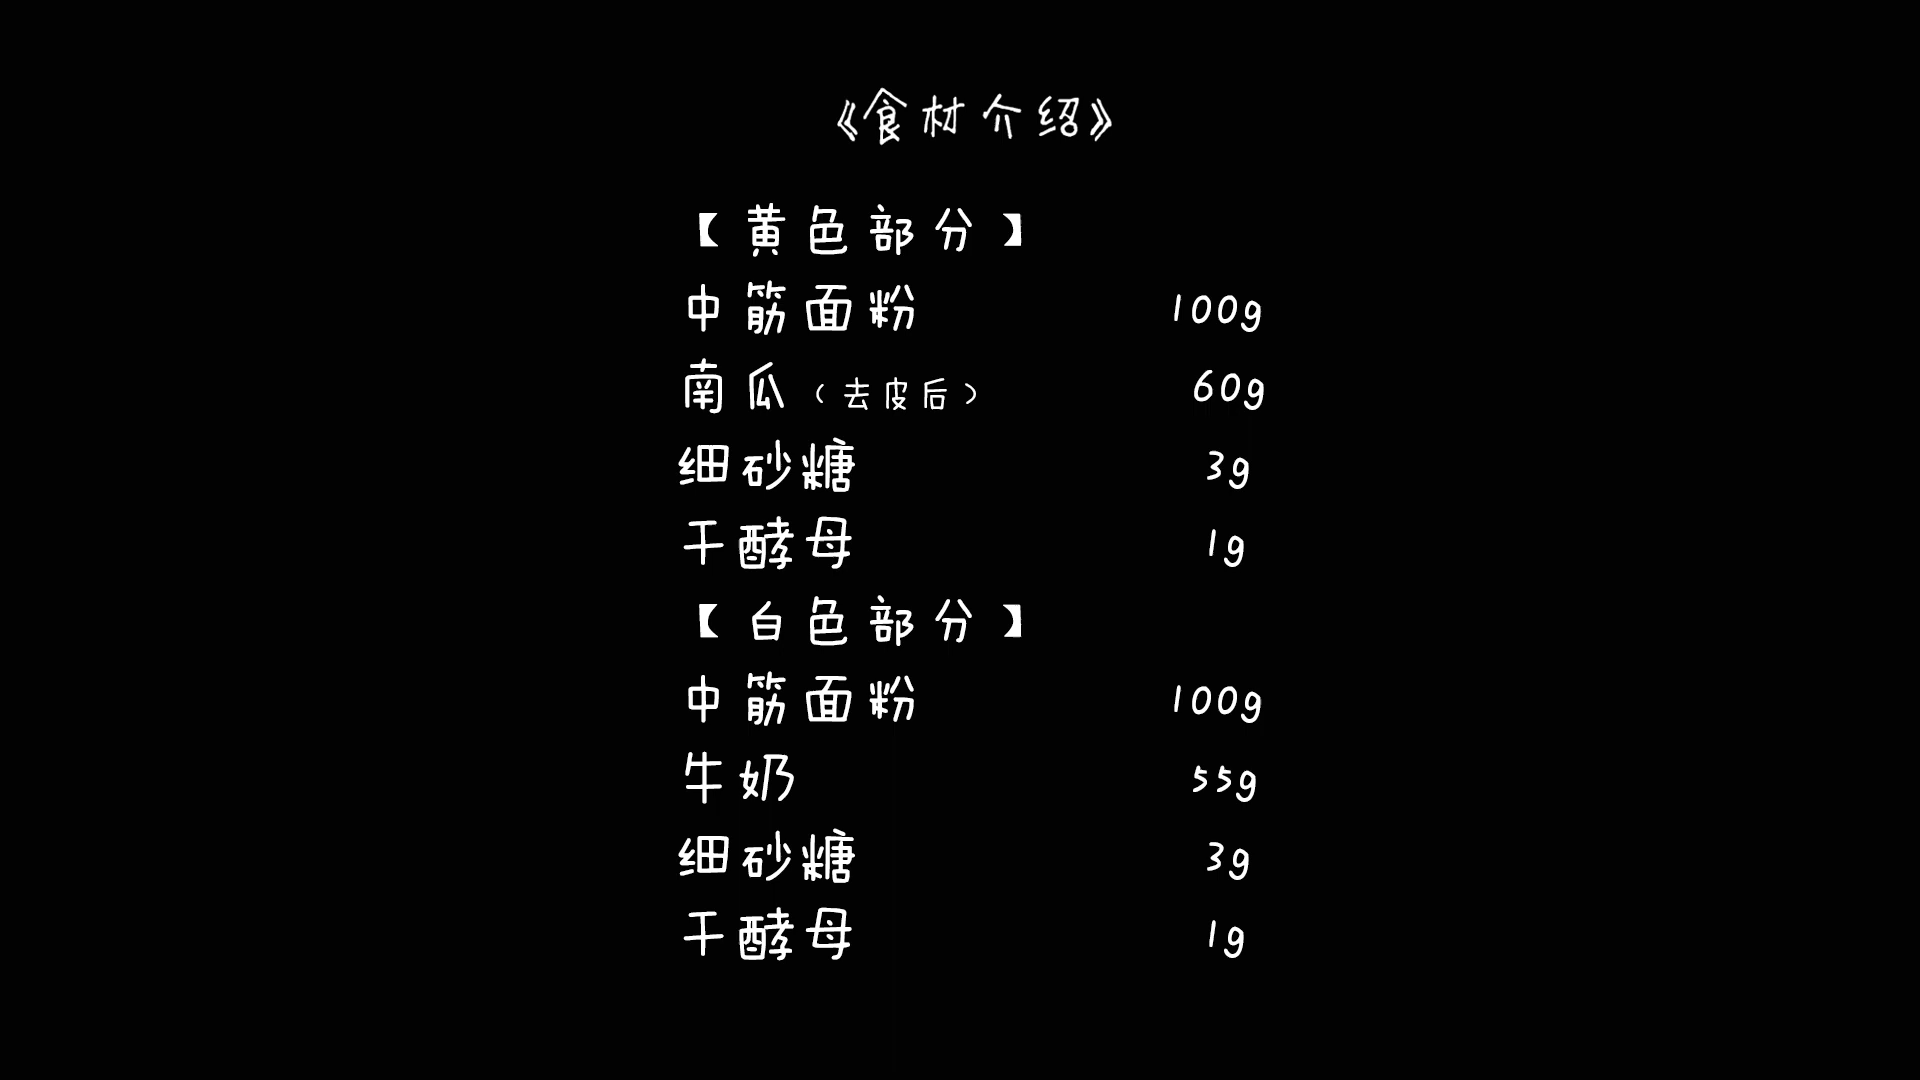 《食材介绍》
【黄色部分】
中筋面粉 100g
南瓜（去皮后） 60g
细砂糖 3g
干酵母 1g
【白色部分】
中筋面粉 100g
牛奶 55g
细砂糖 3g
干酵母 1g